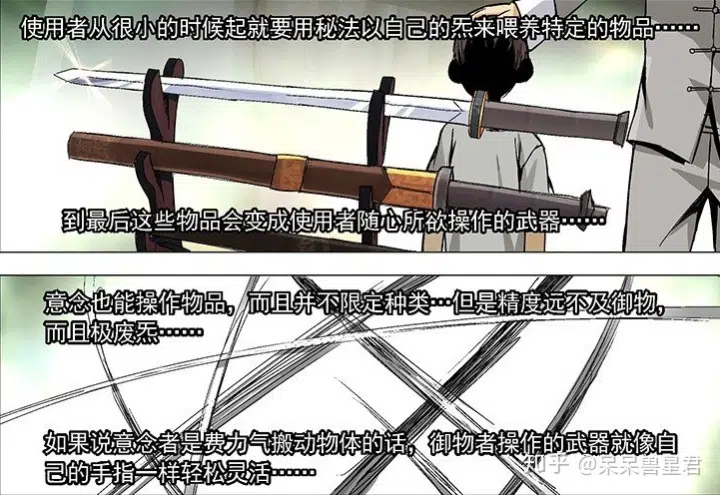 使用者从很小的时候起就要用秘法以自己的炁来喂养特定的物品……
到最后这些物品会变成使用者随心所欲操作的武器……
意念也能操作物品，而且并不限定种类…但是精度远不及御物，
而且极废炁……
如果说意念者是费力气搬动物体的话，御物者操作的武器就像自
己的手指一样轻松灵活……
知乎 @呆呆兽星君